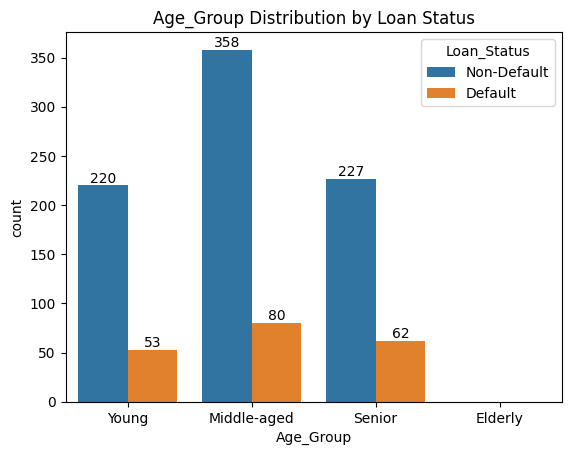 Age_Group Distribution by Loan Status
Loan_Status
Non-Default
Default
count
350
300
250
200
150
100
50
0
220
53
358
80
227
62
Young
Middle-aged
Senior
Elderly
Age_Group